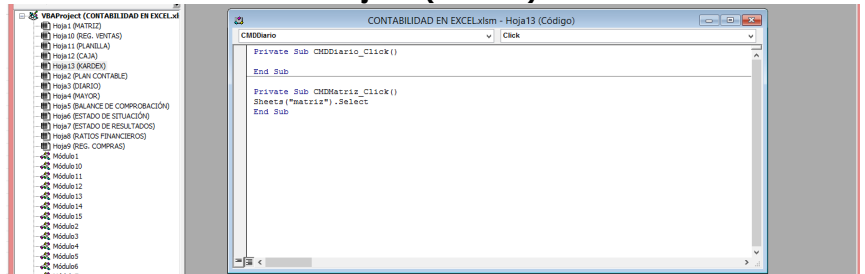 VBAProject (CONTABILIDAD EN EXCEL.xl
Hoja1 (MATRIZ)
Hoja10 (REG. VENTAS)
Hoja11 (PLANILLA)
Hoja12 (CAJA)
Hoja13 (KARDEX)
Hoja2 (PLAN CONTABLE)
Hoja3 (DIARIO)
Hoja4 (MAYOR)
Hoja5 (BALANCE DE COMPROBACIÓN)
Hoja6 (ESTADO DE SITUACIÓN)
Hoja7 (ESTADO DE RESULTADOS)
Hoja8 (RATIOS FINANCIEROS)
Hoja9 (REG. COMPRAS)
Módulo1
Módulo10
Módulo11
Módulo12
Módulo13
Módulo14
Módulo15
Módulo2
Módulo3
Módulo4
Módulo5
Módulo6
CONTABILIDAD EN EXCEL.xlsm - Hoja13 (Código)
CMDDiario
Click
Private Sub CMDDiario_Click()
End Sub
Private Sub CMDMatriz_Click()
Sheets("matriz").Select
End Sub